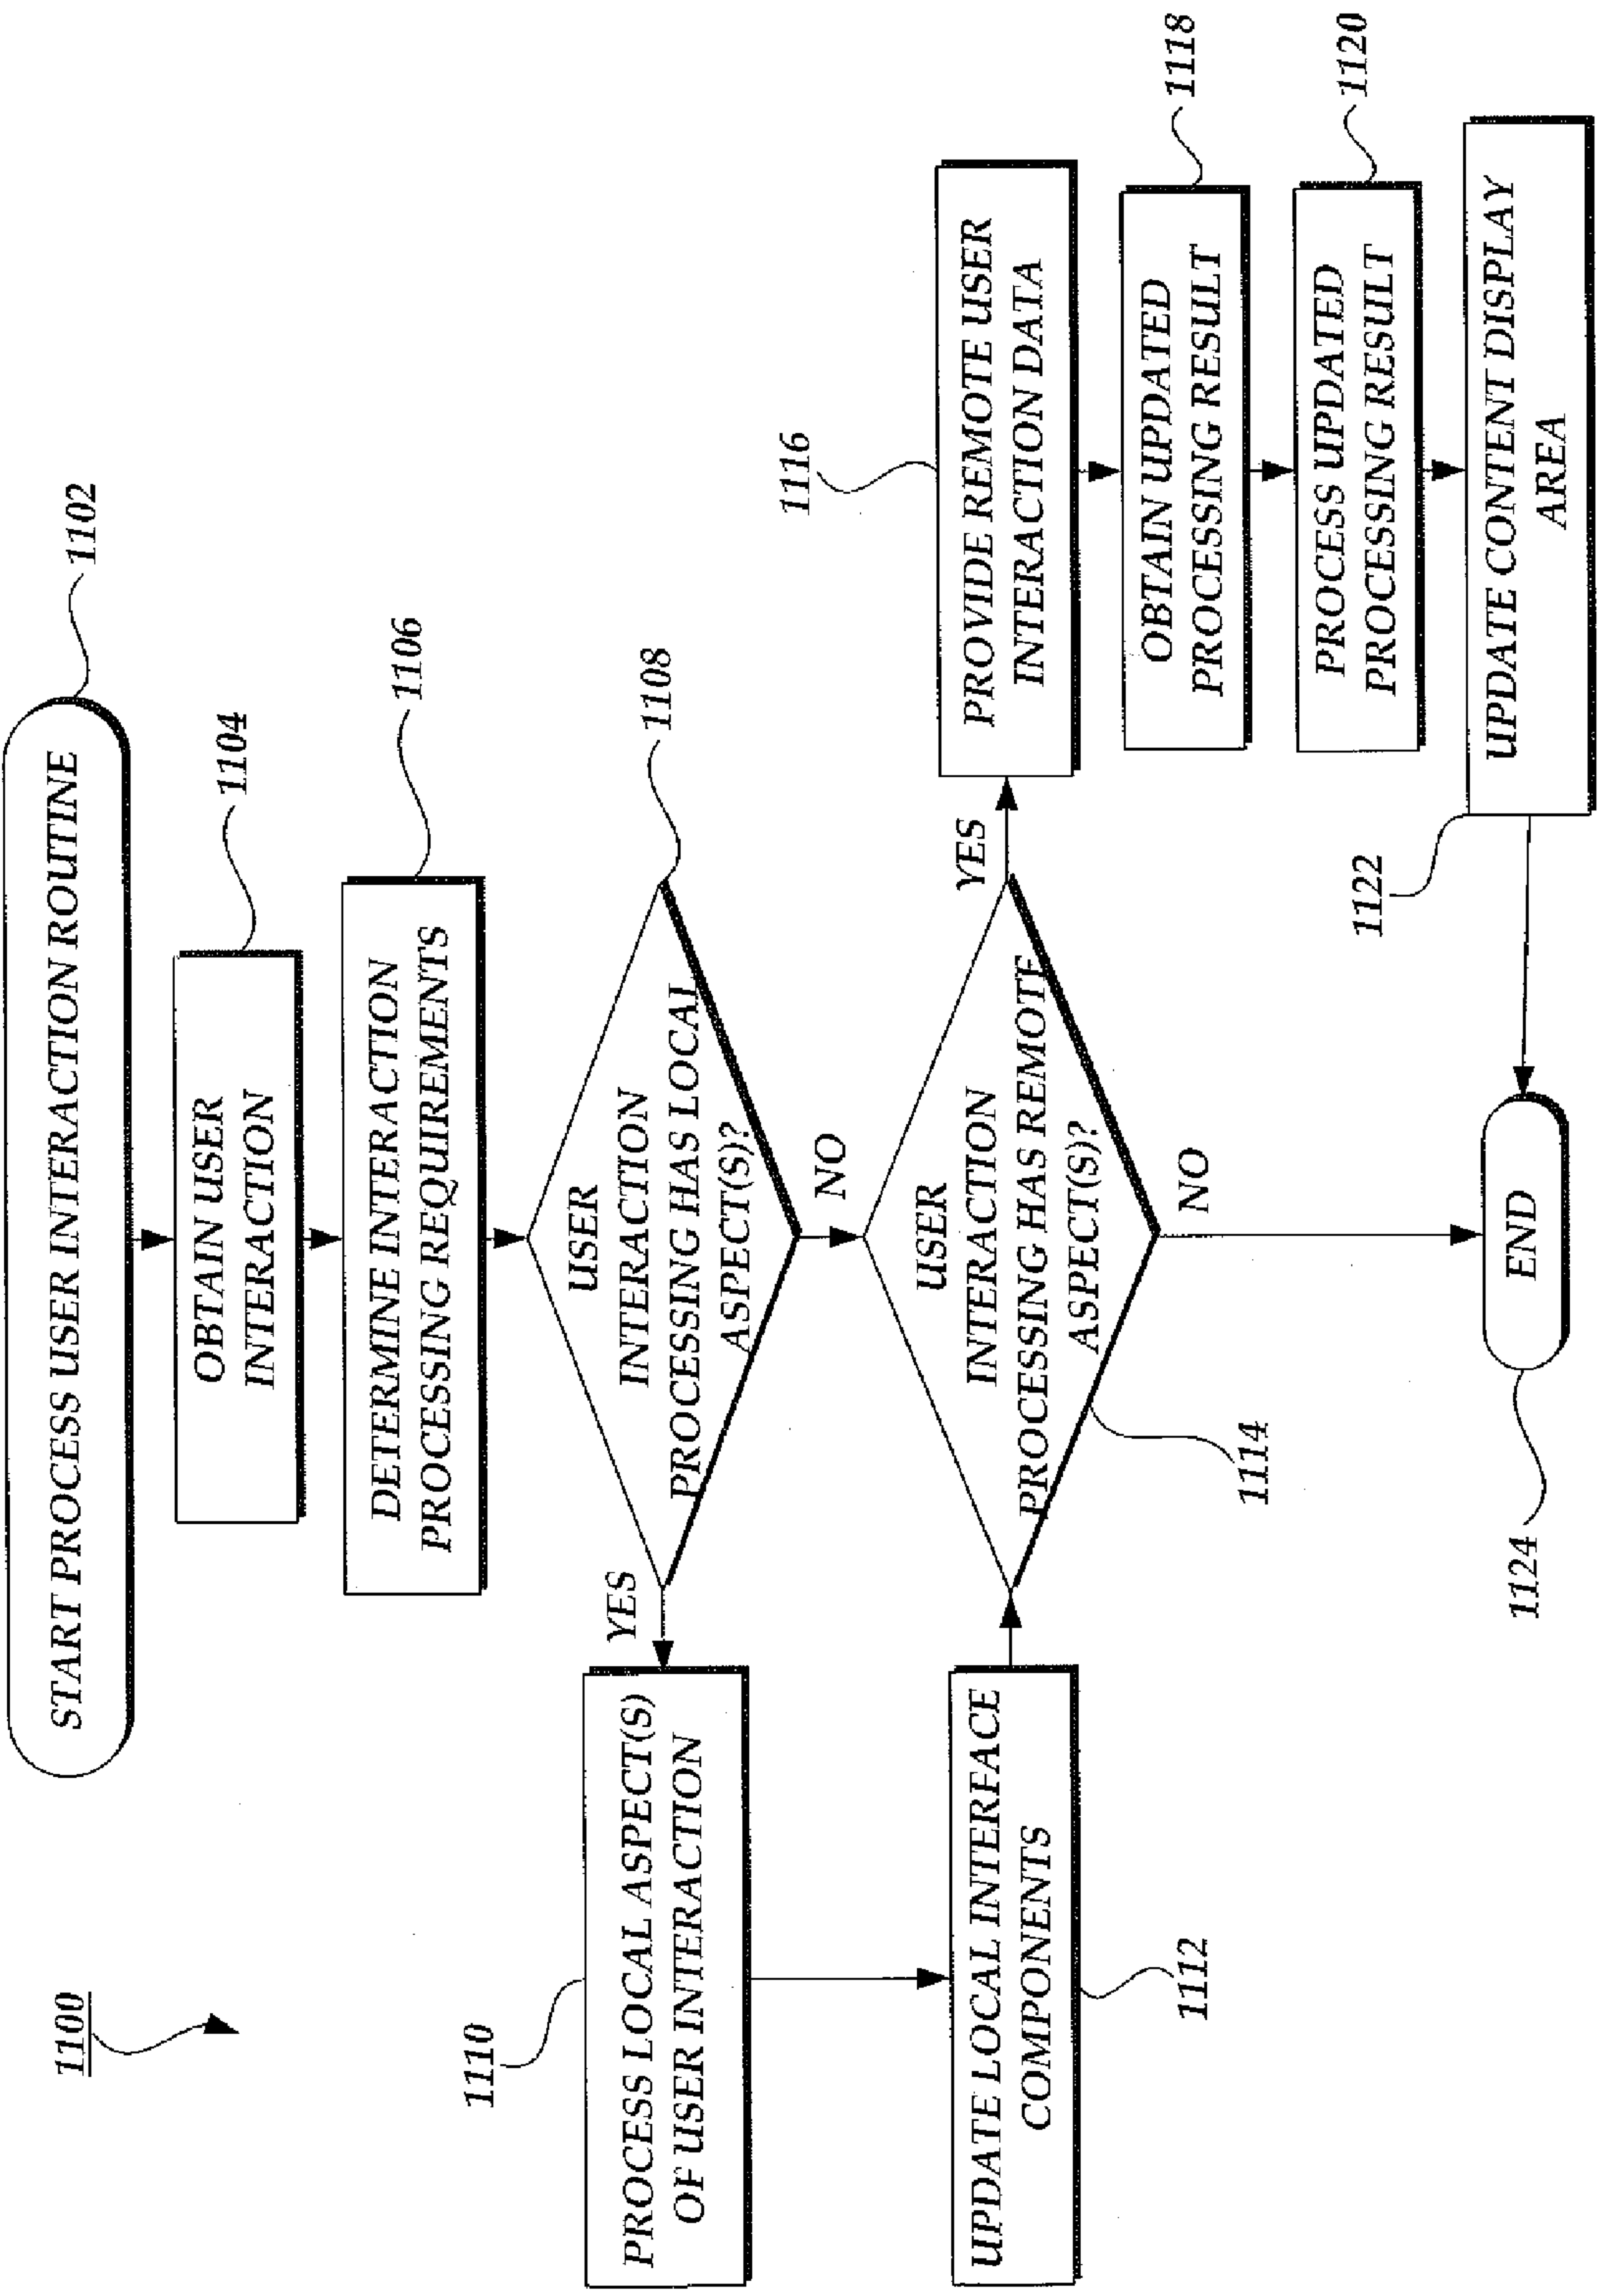 1100
START PROCESS USER INTERACTION ROUTINE
1102
OBTAIN USER
INTERACTION
1104
DETERMINE INTERACTION
PROCESSING REQUIREMENTS
1106
USER
INTERACTION
PROCESSING HAS LOCAL
ASPECT(S)?
1108
YES
NO
1110
PROCESS LOCAL ASPECT(S)
OF USER INTERACTION
UPDATE LOCAL INTERFACE
COMPONENTS
1112
USER
INTERACTION
PROCESSING HAS REMOTE
ASPECT(S)?
1114
YES
NO
1116
PROVIDE REMOTE USER
INTERACTION DATA
OBTAIN UPDATED
PROCESSING RESULT
1118
PROCESS UPDATED
PROCESSING RESULT
1120
UPDATE CONTENT DISPLAY
AREA
1122
END
1124